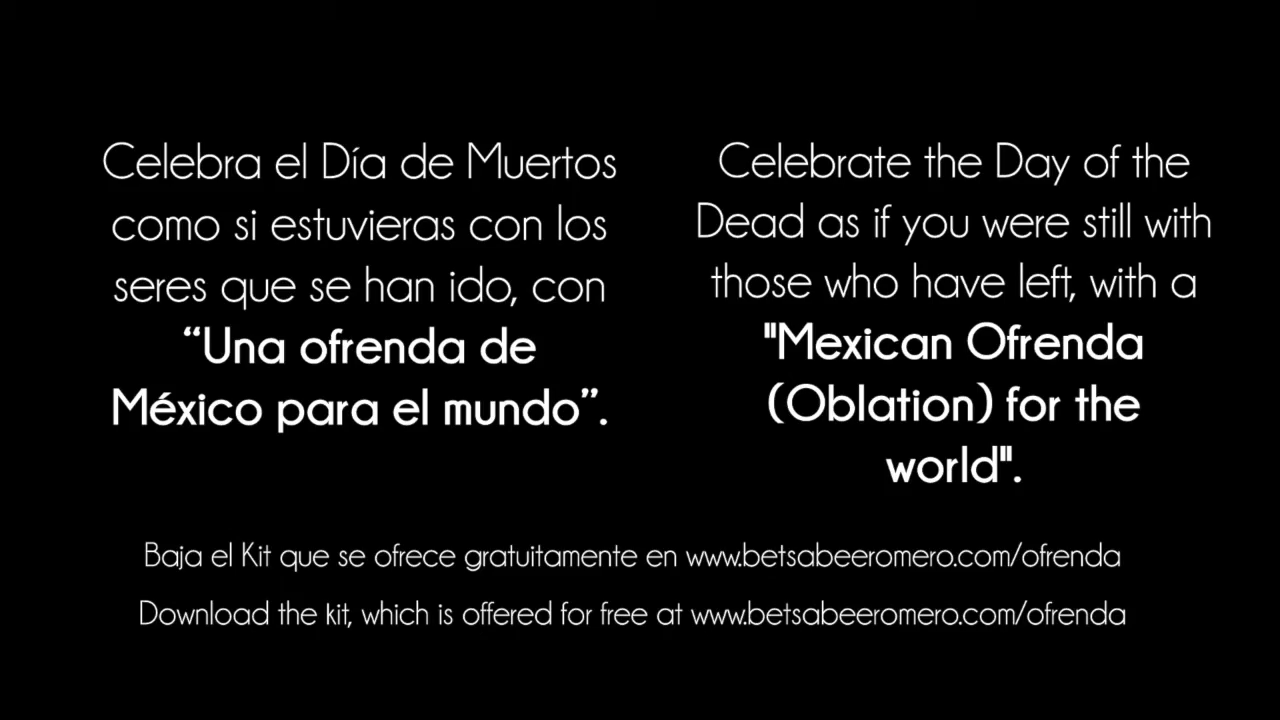 Celebra el Día de Muertos
como si estuvieras con los
seres que se han ido, con
“Una ofrenda de
México para el mundo”.
Celebrate the Day of the
Dead as if you were still with
those who have left, with a
"Mexican Ofrenda
(Oblation) for the
world".
Baja el Kit que se ofrece gratuitamente en www.betsabeeromero.com/ofrenda
Download the kit, which is offered for free at www.betsabeeromero.com/ofrenda